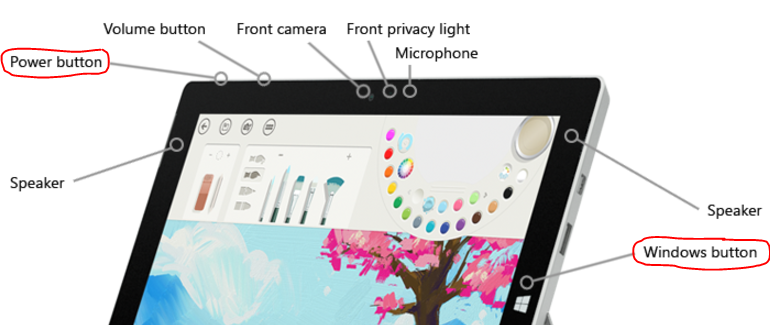 Volume button
Front camera
Front privacy light
Microphone
Power button
Speaker
Speaker
Windows button